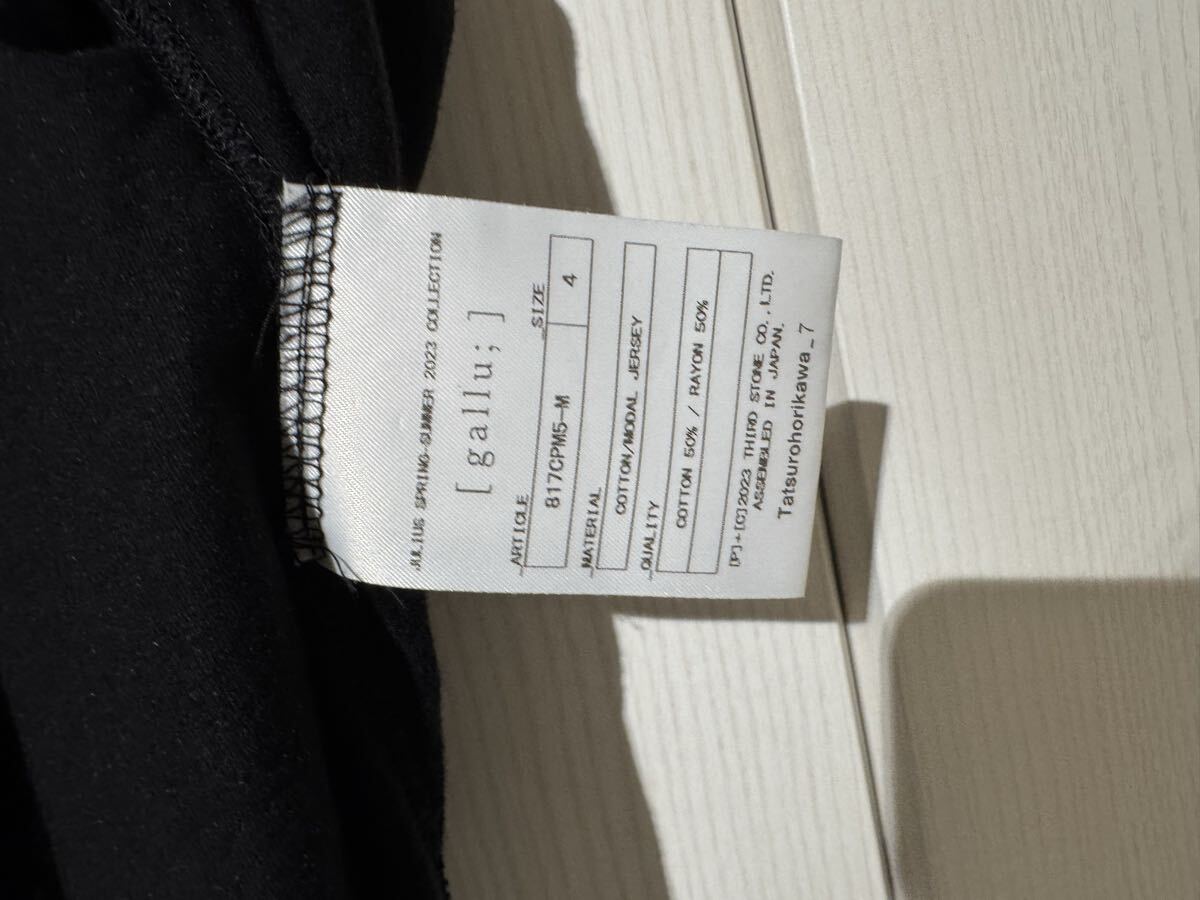 JULIUS SPRING-SUMMER 2023 COLLECTION
[gallu;]
_ARTICLE _SIZE
817CPM5-M 4
_MATERIAL
COTTON/MODAL JERSEY
_QUALITY
COTTON 50% / RAYON 50%
[P]+[C]2023 THIRD STONE CO.,LTD.
ASSEMBLED IN JAPAN.
Tatsurohorikawa_7